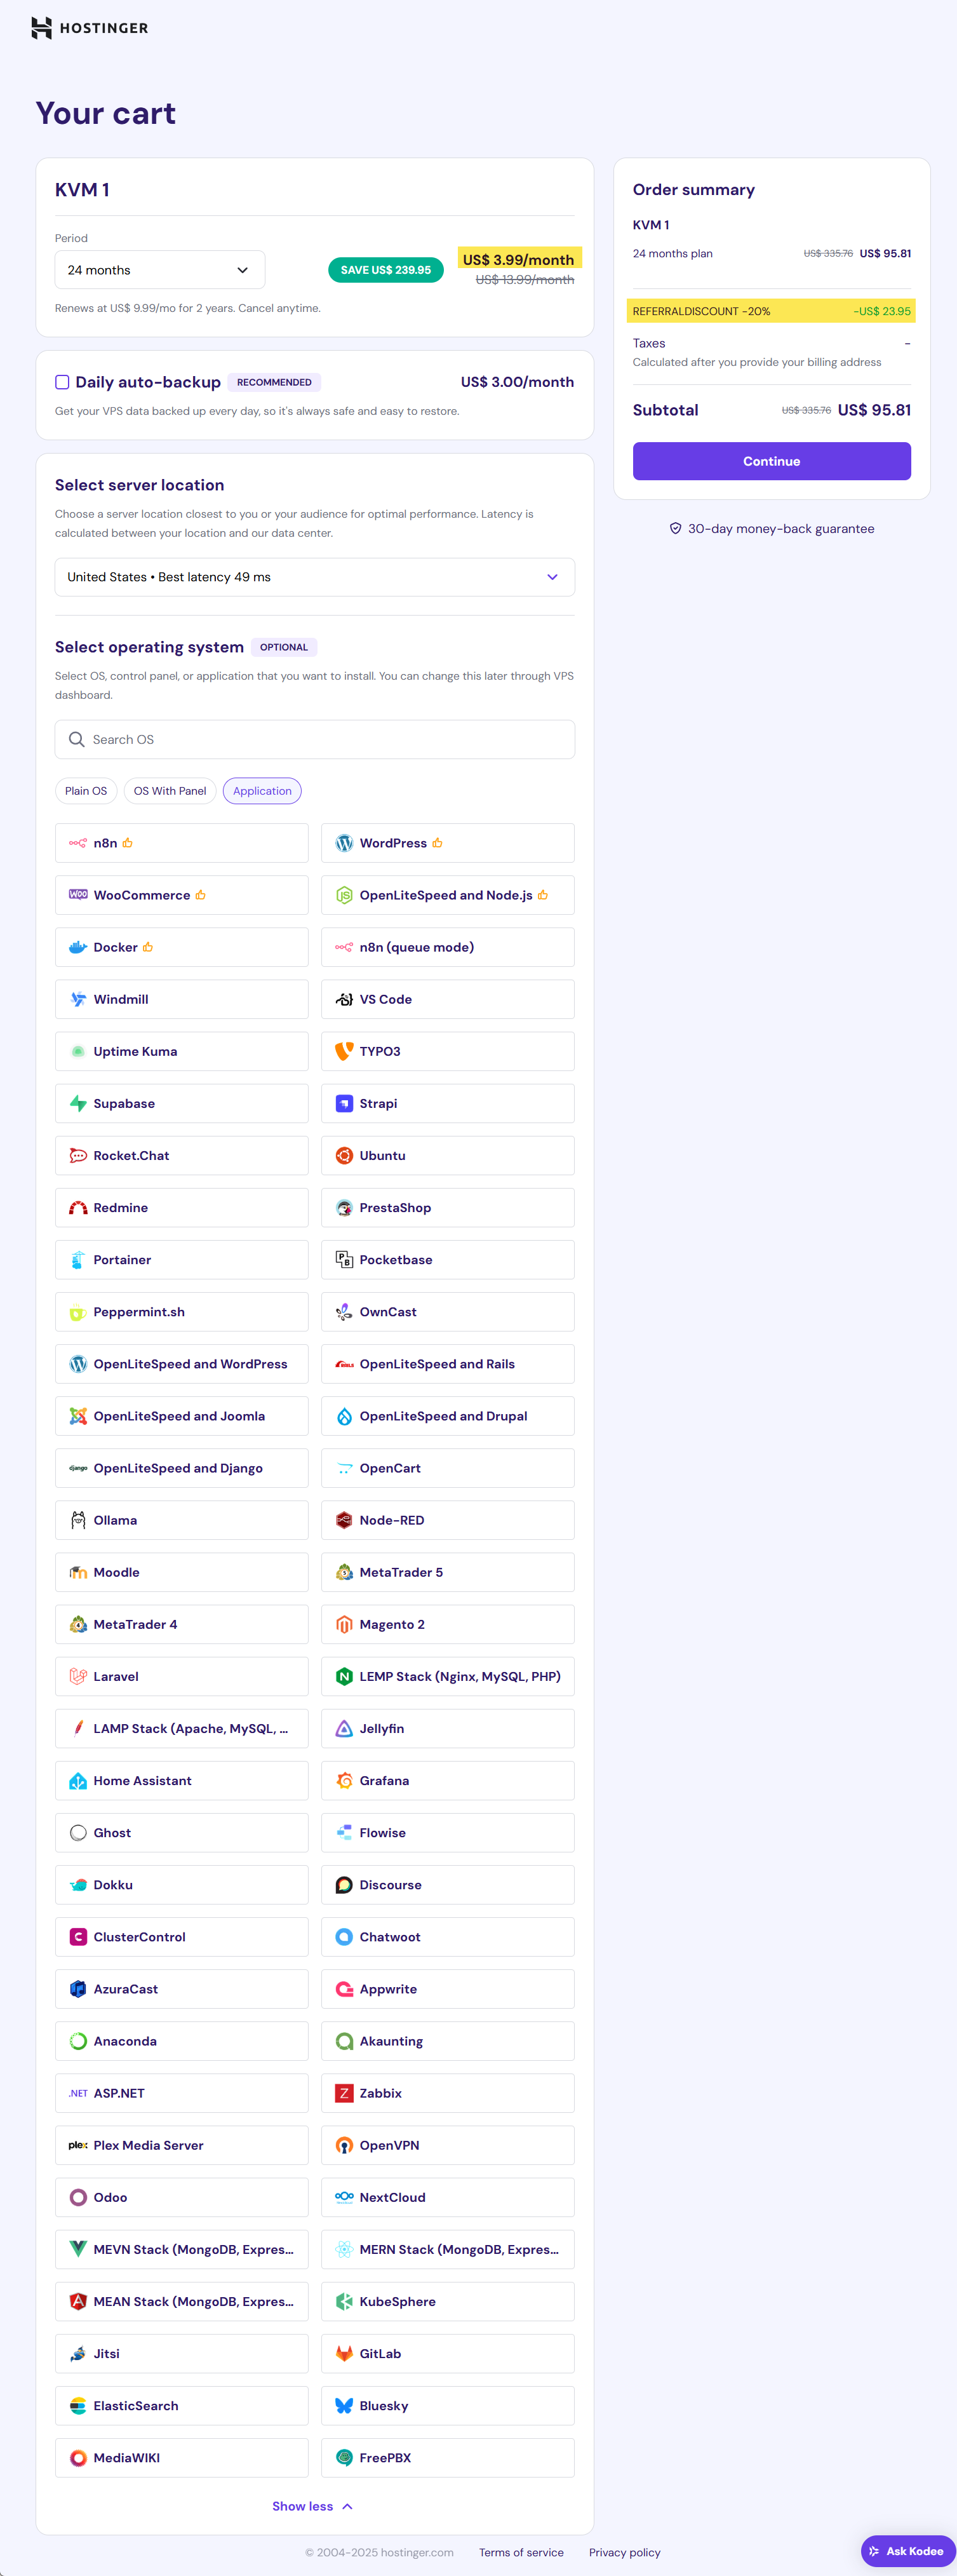 HOSTINGER
Your cart
KVM 1
Period
24 months
SAVE US$ 239.95
US$ 3.99/month
US$ 13.99/month
Renews at US$ 9.99/mo for 2 years. Cancel anytime.
Daily auto-backup RECOMMENDED US$ 3.00/month
Get your VPS data backed up every day, so it's always safe and easy to restore.
Select server location
Choose a server location closest to you or your audience for optimal performance. Latency is
calculated between your location and our data center.
United States • Best latency 49 ms
Select operating system OPTIONAL
Select OS, control panel, or application that you want to install. You can change this later through VPS
dashboard.
Search OS
Plain OS OS With Panel Application
n8n WordPress
WooCommerce OpenLiteSpeed and Node.js
Docker n8n (queue mode)
Windmill VS Code
Uptime Kuma TYPO3
Supabase Strapi
Rocket.Chat Ubuntu
Redmine PrestaShop
Portainer Pocketbase
Peppermint.sh OwnCast
OpenLiteSpeed and WordPress OpenLiteSpeed and Rails
OpenLiteSpeed and Joomla OpenLiteSpeed and Drupal
OpenLiteSpeed and Django OpenCart
Ollama Node-RED
Moodle MetaTrader 5
MetaTrader 4 Magento 2
Laravel LEMP Stack (Nginx, MySQL, PHP)
LAMP Stack (Apache, MySQL, ... Jellyfin
Home Assistant Grafana
Ghost Flowise
Dokku Discourse
ClusterControl Chatwoot
AzuraCast Appwrite
Anaconda Akaunting
.NET ASP.NET Zabbix
Plex Media Server OpenVPN
Odoo NextCloud
MEVN Stack (MongoDB, Expres... MERN Stack (MongoDB, Expres...
MEAN Stack (MongoDB, Expres... KubeSphere
Jitsi GitLab
ElasticSearch Bluesky
MediaWIKI FreePBX
Show less
Order summary
KVM 1
24 months plan US$ 335.76 US$ 95.81
REFERRALDISCOUNT -20% -US$ 23.95
Taxes -
Calculated after you provide your billing address
Subtotal US$ 335.76 US$ 95.81
Continue
30-day money-back guarantee
© 2004-2025 hostinger.com Terms of service Privacy policy
Ask Kodee